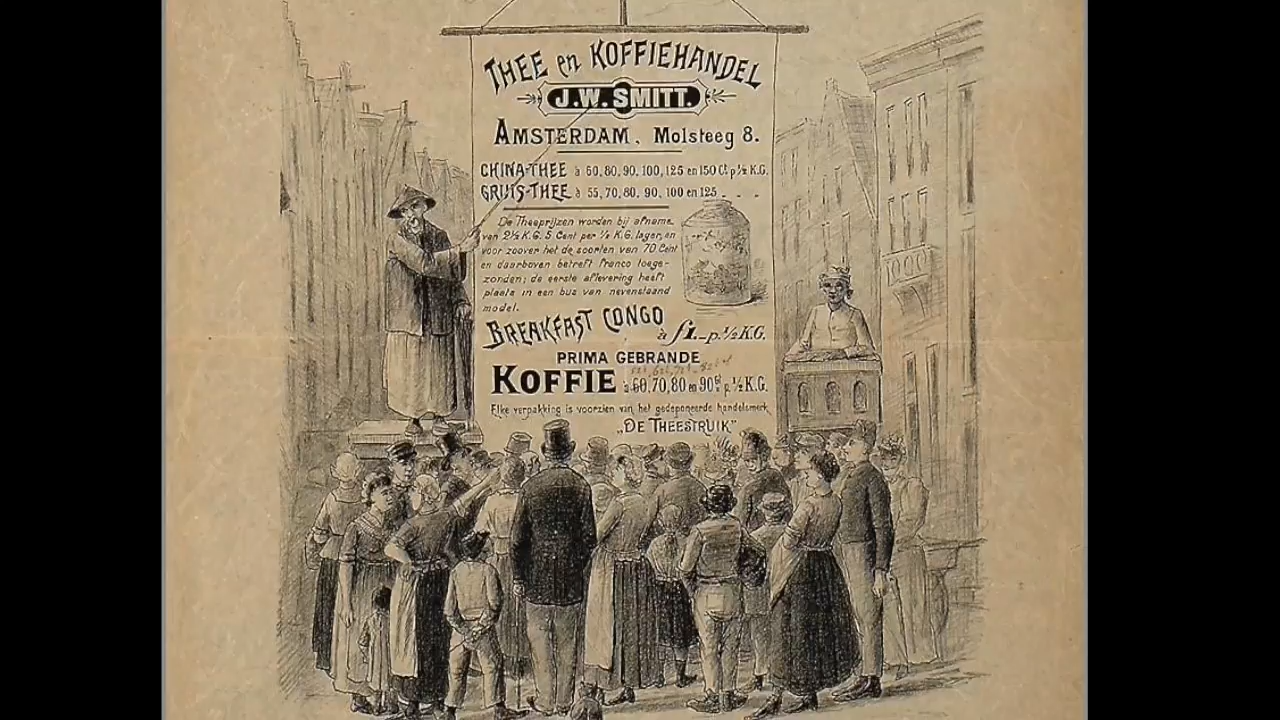 THEE en KOFFIEHANDEL
J.W. SMITT.
AMSTERDAM, Molsteeg 8.
CHINA-THEE à 60, 80, 90, 100, 125 en 150 Ct. p. ½ K.G.
GRUIS-THEE à 55, 70, 80, 90, 100 en 125 „ „ „
De Theeprijzen worden bij afname
van 2½ K.G. 5 Cent per ½ K.G. lager, en
voor zoover het de soorten van 70 Cent
en daarboven betreft franco toege-
zonden; de eerste aflevering heeft
plaats in een bus van nevenstaand
model.
BREAKFAST CONGO à ƒ1.- p. ½ K.G.
PRIMA GEBRANDE
KOFFIE à 60, 70, 80 en 90 ct p. ½ K.G.
Elke verpakking is voorzien van het gedeponeerde handelsmerk
„DE THEESTRUIK"